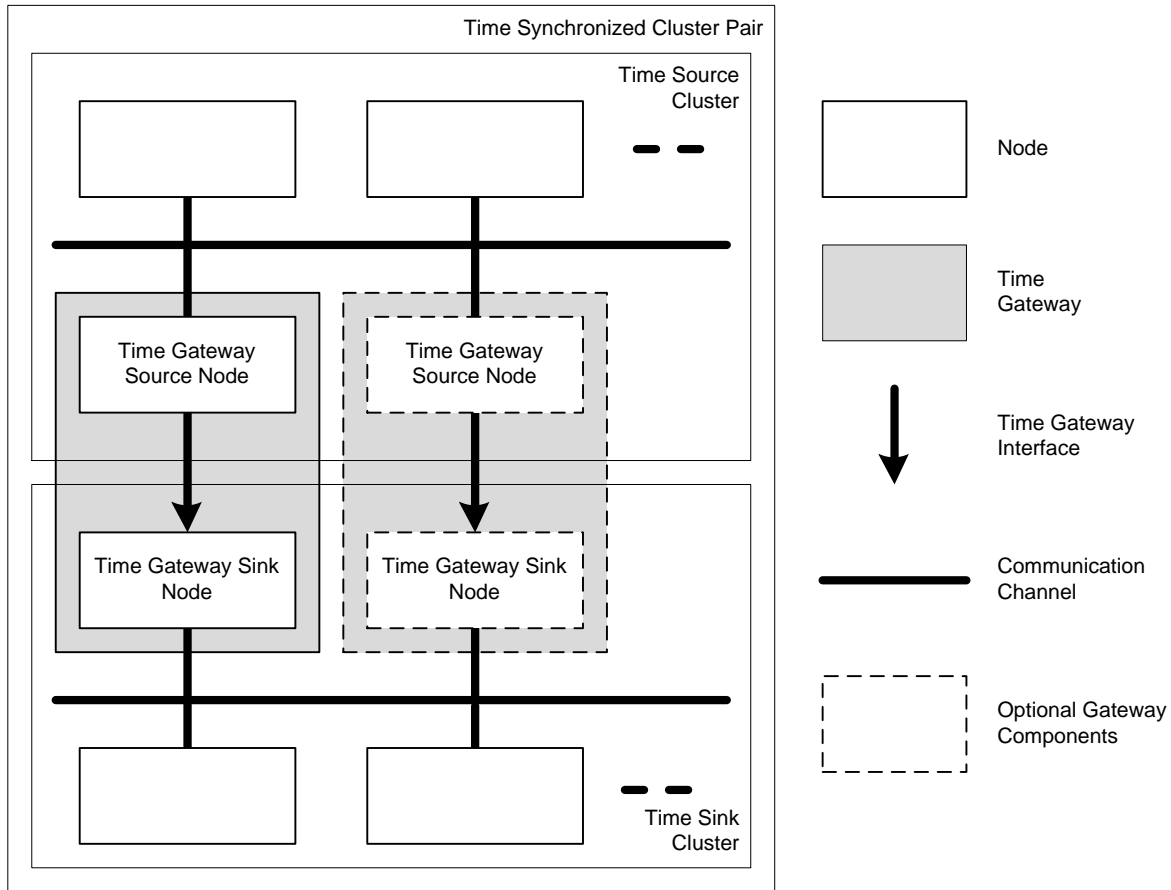 Time Synchronized Cluster Pair
Time Source
Cluster
Time Gateway
Source Node
Time Gateway
Source Node
Time Gateway Sink
Node
Time Gateway Sink
Node
Time Sink
Cluster
Node
Time
Gateway
Time Gateway
Interface
Communication
Channel
Optional Gateway
Components